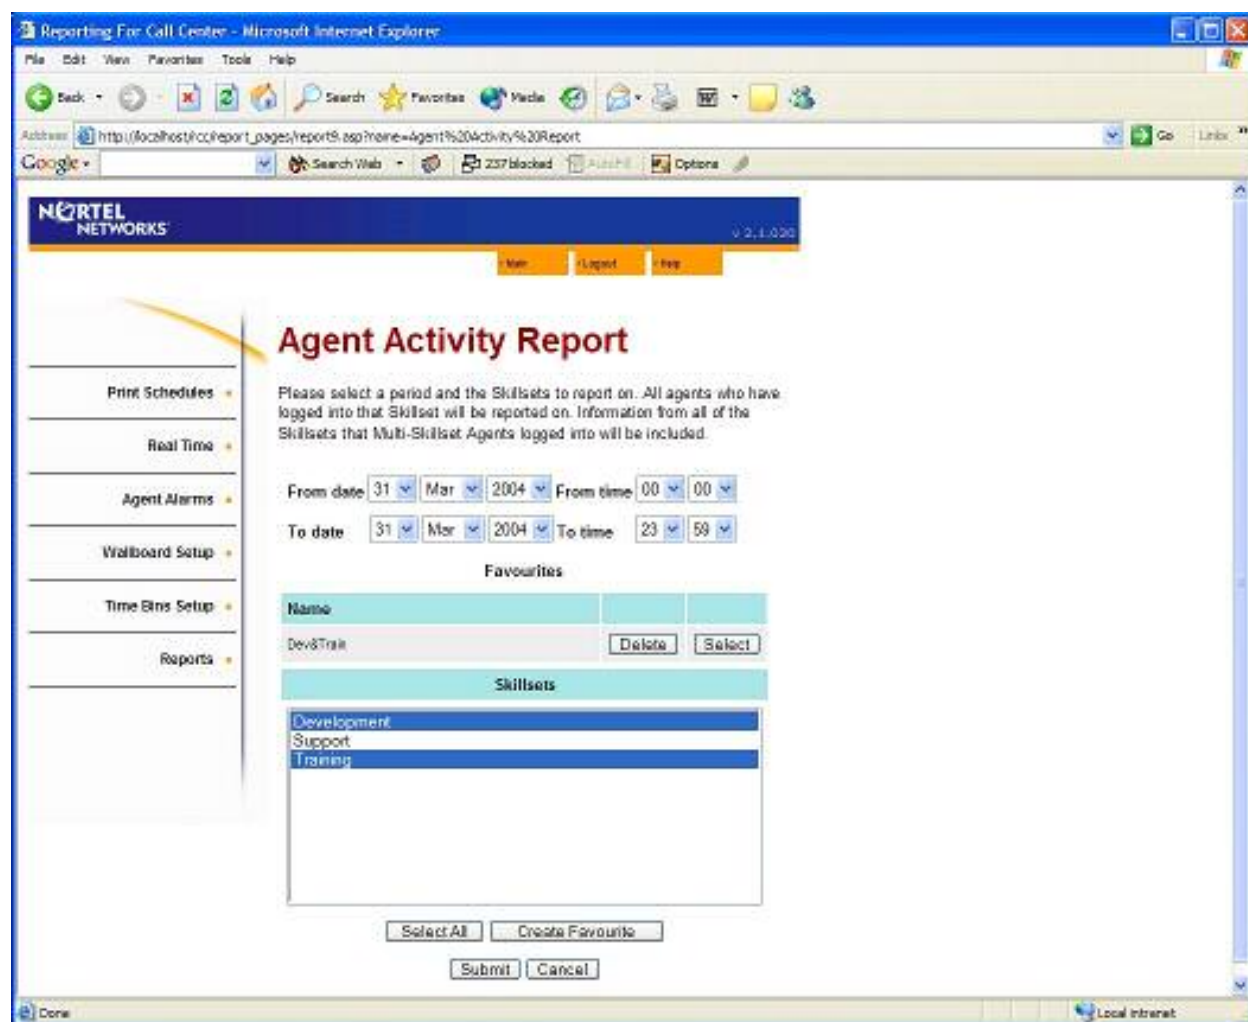 Reporting For Call Center - Microsoft Internet Explorer
File Edit View Favorites Tools Help
Back Search Favorites Media
Address http://localhost/rcc/report_pages/report9.asp?name=Agent%20Activity%20Report Go Links
Google Search Web 237 blocked AutoFill Options
NORTEL
NETWORKS
v 2.1.020
Main Logout Help
Agent Activity Report
Please select a period and the Skillsets to report on. All agents who have
logged into that Skillset will be reported on. Information from all of the
Skillsets that Multi-Skillset Agents logged into will be included.
Print Schedules
Real Time
Agent Alarms
Wallboard Setup
Time Bins Setup
Reports
From date 31 Mar 2004 From time 00 00
To date 31 Mar 2004 To time 23 59
Favourites
Name
Dev&Train Delete Select
Skillsets
Development
Support
Training
Select All Create Favourite
Submit Cancel
Done Local intranet